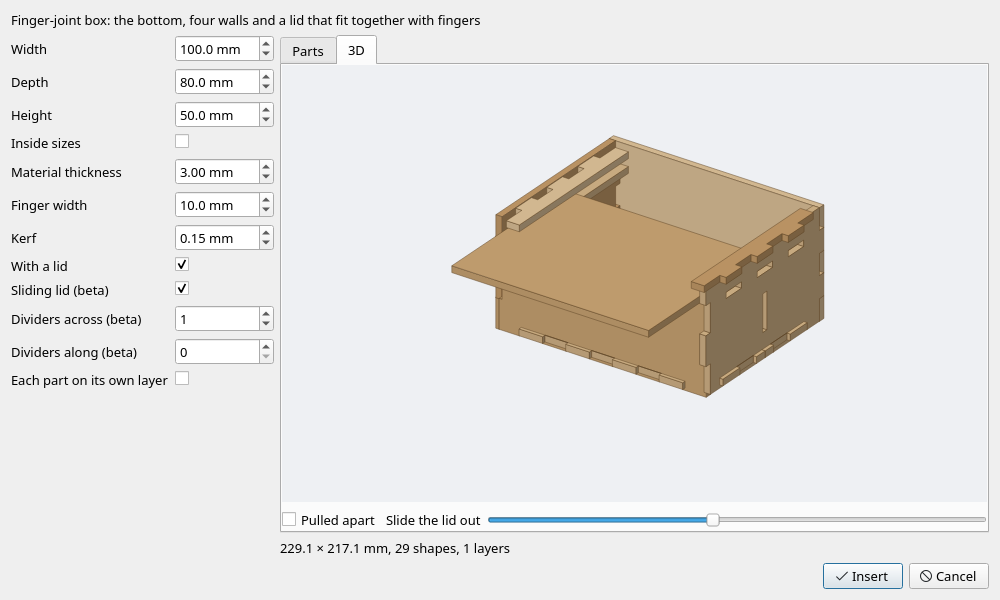 Finger-joint box: the bottom, four walls and a lid that fit together with fingers
Width 100.0 mm
Depth 80.0 mm
Height 50.0 mm
Inside sizes
Material thickness 3.00 mm
Finger width 10.0 mm
Kerf 0.15 mm
With a lid
Sliding lid (beta)
Dividers across (beta) 1
Dividers along (beta) 0
Each part on its own layer
Parts 3D
Pulled apart Slide the lid out
229.1 × 217.1 mm, 29 shapes, 1 layers
Insert Cancel